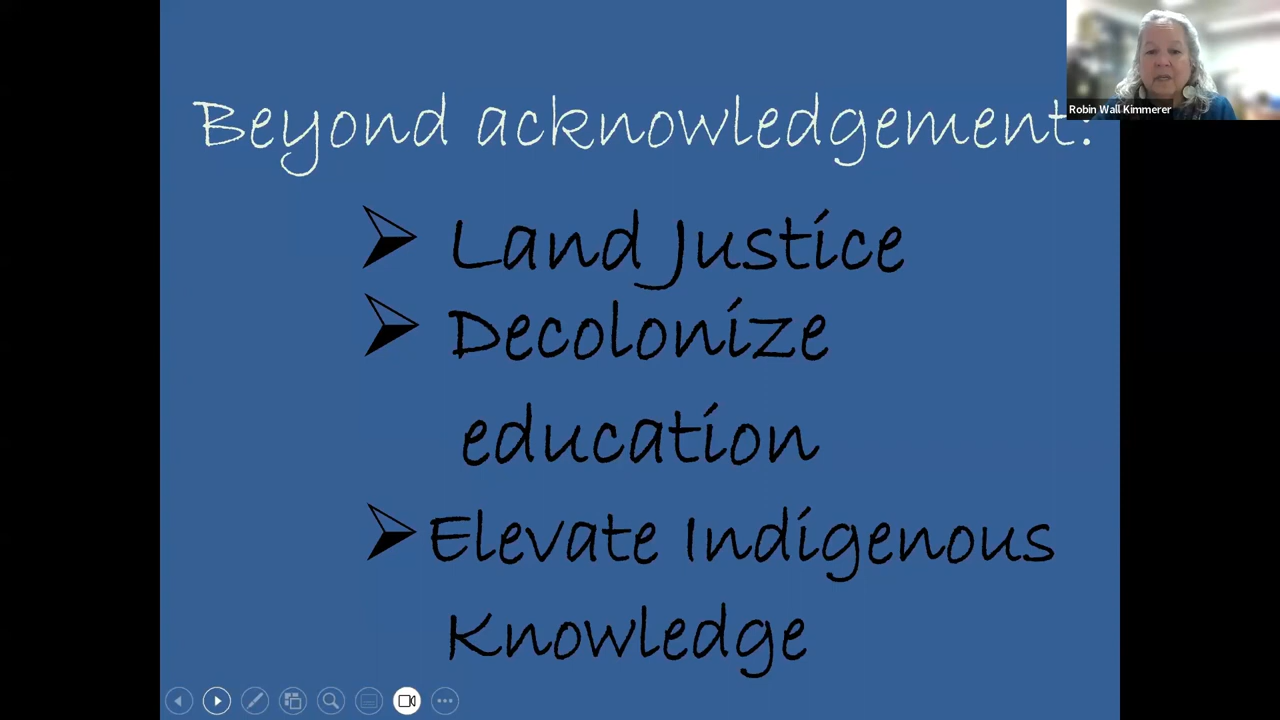 Beyond acknowledgement:
Robin Wall Kimmerer
➢ Land Justice
➢ Decolonize
education
➢ Elevate Indigenous
Knowledge